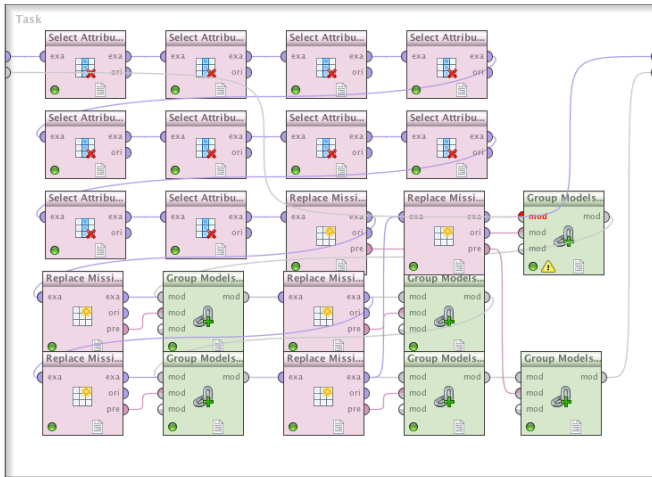 Task
Select Attribu... Select Attribu... Select Attribu... Select Attribu...
exa exa exa exa exa exa exa exa
ori ori ori ori
Select Attribu... Select Attribu... Select Attribu... Select Attribu...
exa exa exa exa exa exa exa exa
ori ori ori ori
Select Attribu... Select Attribu... Replace Missi... Replace Missi... Group Models...
exa exa exa exa exa exa exa exa mod mod
ori ori ori ori mod
pre pre mod
Replace Missi... Group Models... Replace Missi... Group Models...
exa exa mod mod exa exa mod mod
ori mod ori mod
pre mod pre mod
Replace Missi... Group Models... Replace Missi... Group Models... Group Models...
exa exa mod mod exa exa mod mod mod mod
ori mod ori mod mod
pre mod pre mod mod